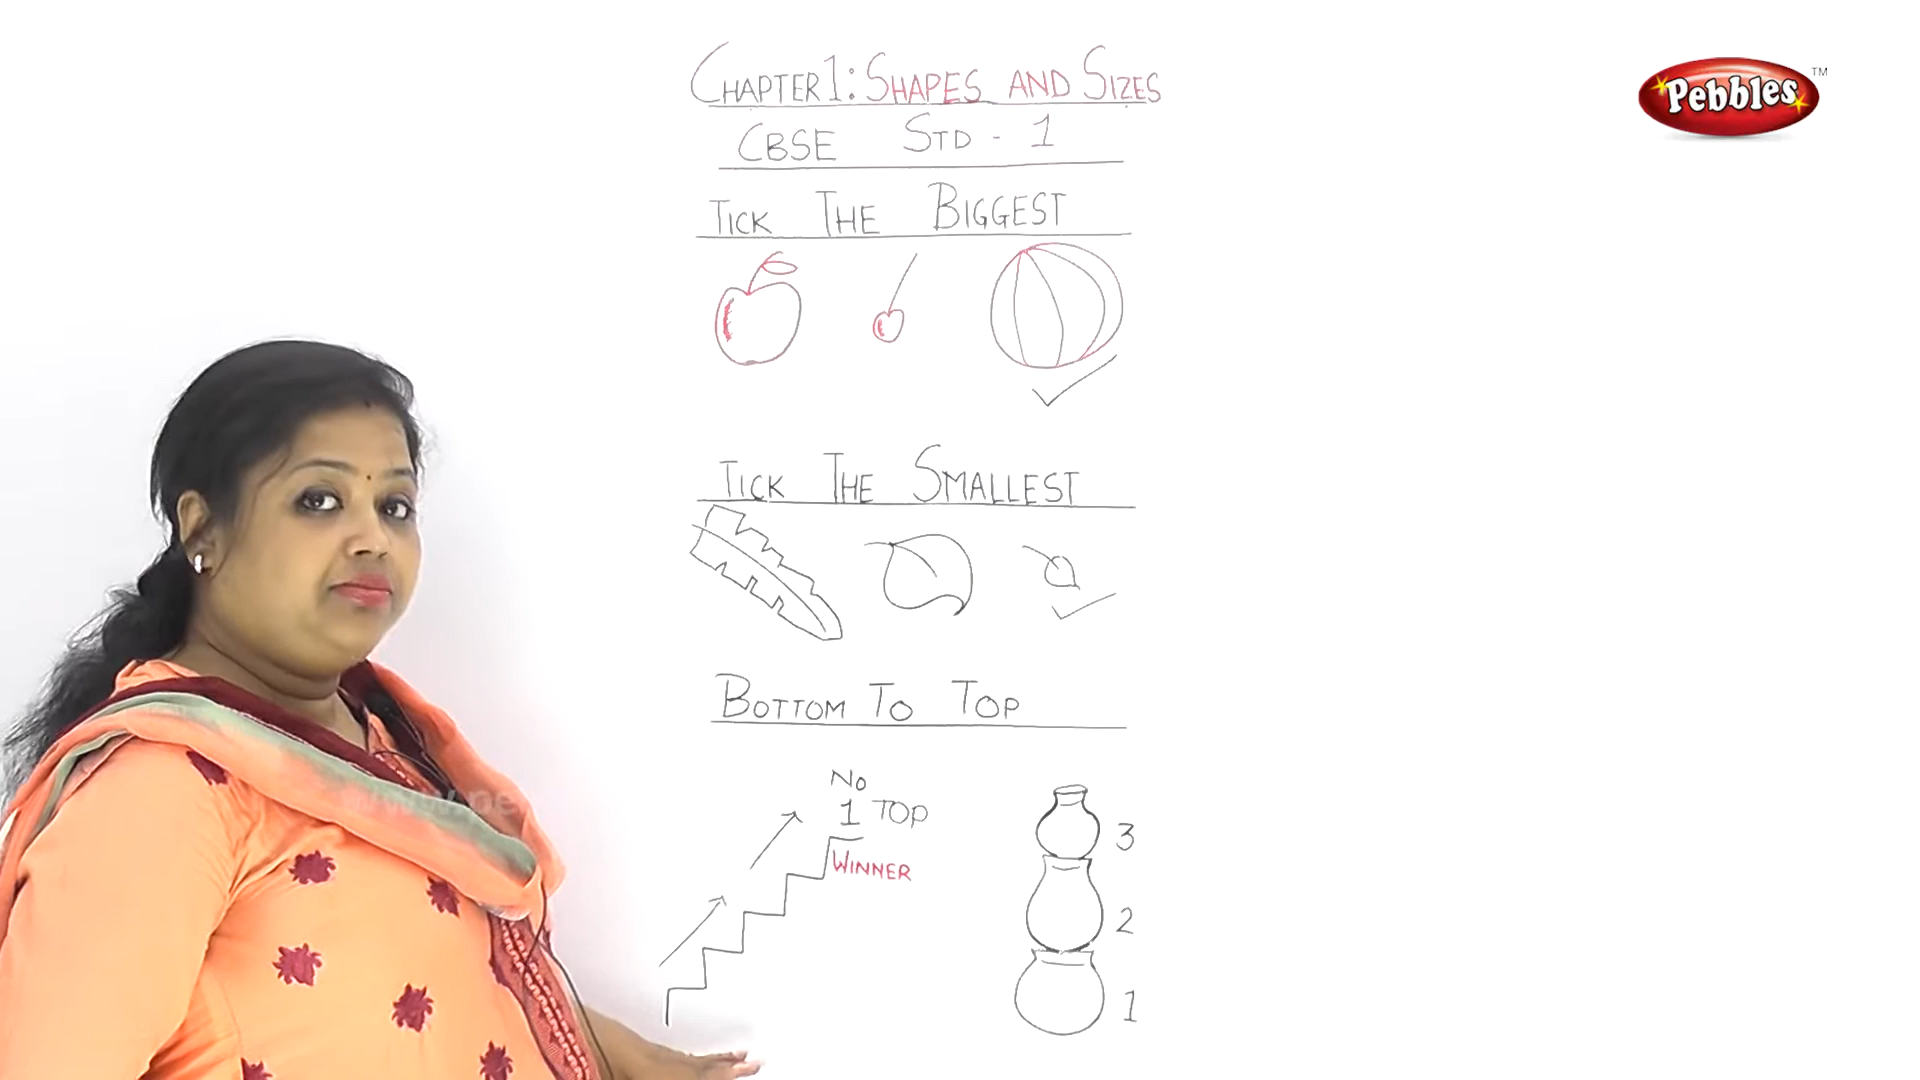 CHAPTER 1: SHAPES AND SIZES
Pebbles TM
CBSE STD - 1
TICK THE BIGGEST
TICK THE SMALLEST
BOTTOM TO TOP
NO
1 TOP
WINNER
3
2
1